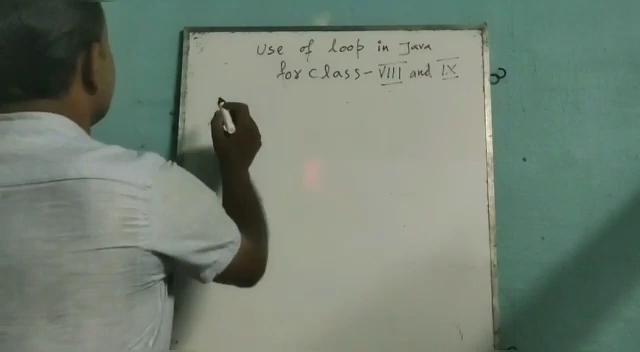 Use of loop in Java
for class - VIII and IX